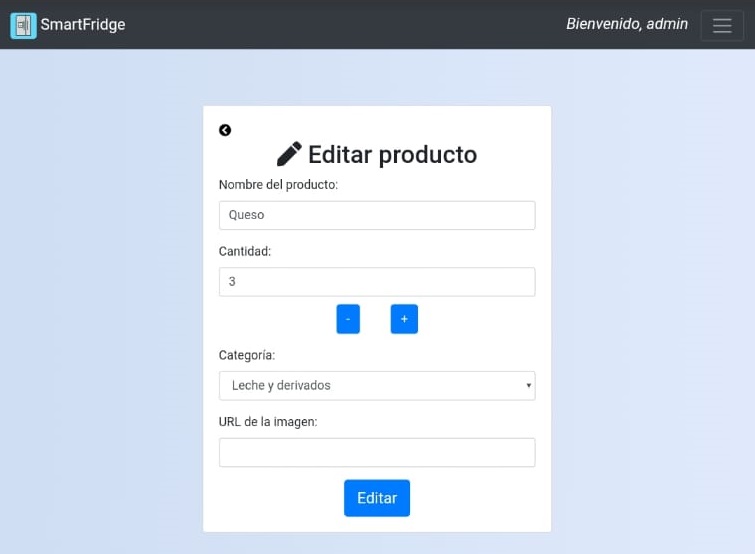 SmartFridge
Bienvenido, admin
Editar producto
Nombre del producto:
Queso
Cantidad:
3
- +
Categoría:
Leche y derivados
URL de la imagen:
Editar